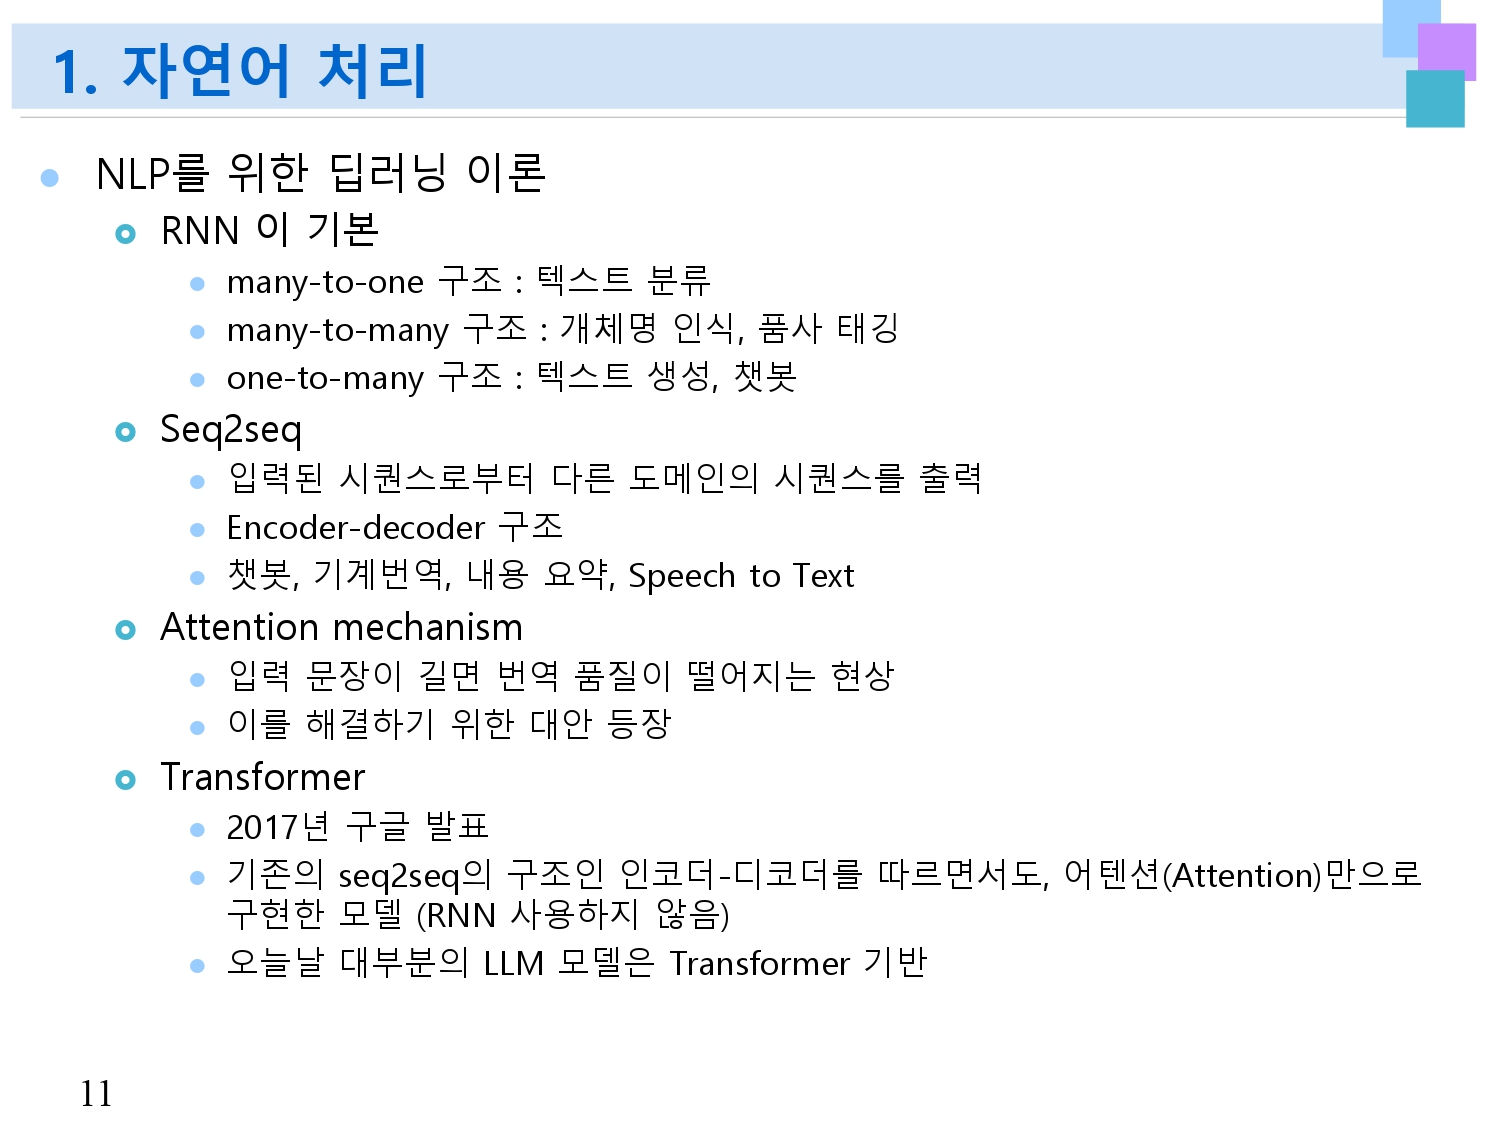 1. 자연어 처리
NLP를 위한 딥러닝 이론
RNN 이 기본
many-to-one 구조 : 텍스트 분류
many-to-many 구조 : 개체명 인식, 품사 태깅
one-to-many 구조 : 텍스트 생성, 챗봇
Seq2seq
입력된 시퀀스로부터 다른 도메인의 시퀀스를 출력
Encoder-decoder 구조
챗봇, 기계번역, 내용 요약, Speech to Text
Attention mechanism
입력 문장이 길면 번역 품질이 떨어지는 현상
이를 해결하기 위한 대안 등장
Transformer
2017년 구글 발표
기존의 seq2seq의 구조인 인코더-디코더를 따르면서도, 어텐션(Attention)만으로
구현한 모델 (RNN 사용하지 않음)
오늘날 대부분의 LLM 모델은 Transformer 기반
11